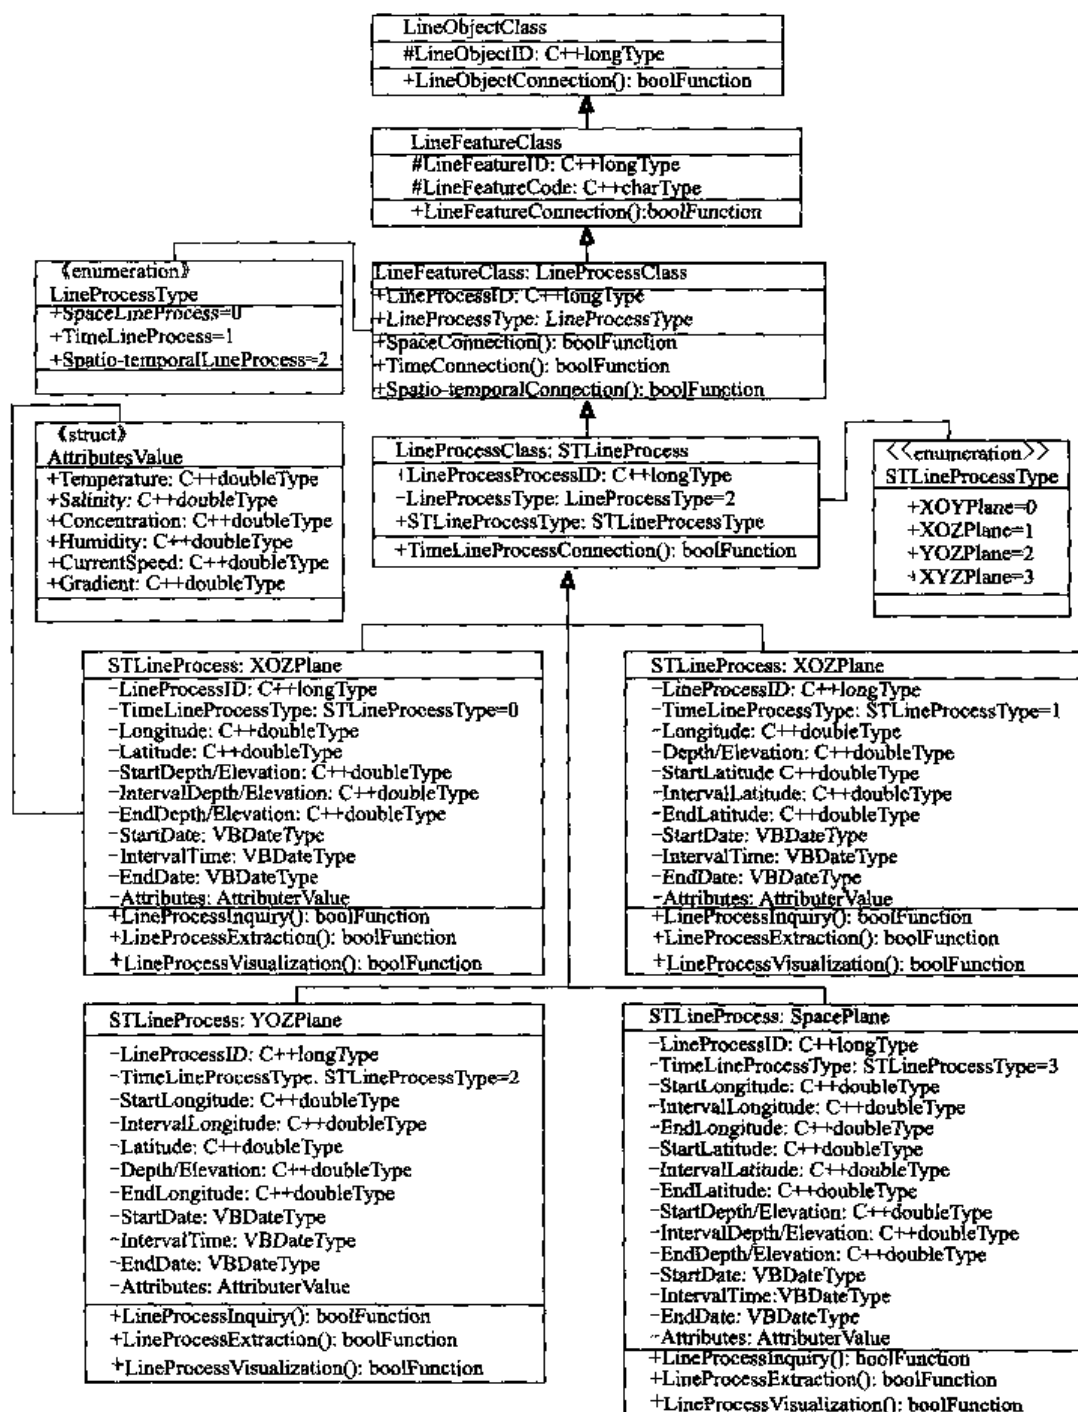 LineObjectClass
#LineObjectID: C++longType
+LineObjectConnection(): boolFunction
LineFeatureClass
#LineFeatureID: C++longType
#LineFeatureCode: C++charType
+LineFeatureConnection():boolFunction
《enumeration》
LineProcessType
+SpaceLineProcess=0
+TimeLineProcess=1
+Spatio-temporalLineProcess=2
LineFeatureClass: LineProcessClass
+LineProcessID: C++longType
+LineProcessType: LineProcessType
+SpaceConnection(): boolFunction
+TimeConnection(): boolFunction
+Spatio-temporalConnection(): boolFunction
《struct》
AttributesValue
+Temperature: C++doubleType
+Salinity: C++doubleType
+Concentration: C++doubleType
+Humidity: C++doubleType
+CurrentSpeed: C++doubleType
+Gradient: C++doubleType
LineProcessClass: STLineProcess
+LineProcessProcessID: C++longType
-LineProcessType: LineProcessType=2
+STLineProcessType: STLineProcessType
+TimeLineProcessConnection(): boolFunction
<<enumeration>>
STLineProcessType
+XOYPlane=0
+XOZPlane=1
+YOZPlane=2
+XYZPlane=3
STLineProcess: XOZPlane
-LineProcessID: C++longType
-TimeLineProcessType: STLineProcessType=0
-Longitude: C++doubleType
-Latitude: C++doubleType
-StartDepth/Elevation: C++doubleType
-IntervalDepth/Elevation: C++doubleType
-EndDepth/Elevation: C++doubleType
-StartDate: VBDateType
-IntervalTime: VBDateType
-EndDate: VBDateType
-Attributes: AttributerValue
+LineProcessInquiry(): boolFunction
+LineProcessExtraction(): boolFunction
+LineProcessVisualization(): boolFunction
STLineProcess: XOZPlane
-LineProcessID: C++longType
-TimeLineProcessType: STLineProcessType=1
-Longitude: C++doubleType
-Depth/Elevation: C++doubleType
-StartLatitude C++doubleType
-IntervalLatitude: C++doubleType
-EndLatitude: C++doubleType
-StartDate: VBDateType
-IntervalTime: VBDateType
-EndDate: VBDateType
-Attributes: AttributerValue
+LineProcessInquiry(): boolFunction
+LineProcessExtraction(): boolFunction
+LineProcessVisualization(): boolFunction
STLineProcess: YOZPlane
-LineProcessID: C++longType
-TimeLineProcessType. STLineProcessType=2
-StartLongitude: C++doubleType
-IntervalLongitude: C++doubleType
-Latitude: C++doubleType
-Depth/Elevation: C++doubleType
-EndLongitude: C++doubleType
-StartDate: VBDateType
-IntervalTime: VBDateType
-EndDate: VBDateType
-Attributes: AttributerValue
+LineProcessInquiry(): boolFunction
+LineProcessExtraction(): boolFunction
+LineProcessVisualization(): boolFunction
STLineProcess: SpacePlane
-LineProcessID: C++longType
-TimeLineProcessType: STLineProcessType=3
-StartLongitude: C++doubleType
-IntervalLongitude: C++doubleType
-EndLongitude: C++doubleType
-StartLatitude: C++doubleType
-IntervalLatitude: C++doubleType
-EndLatitude: C++doubleType
-StartDepth/Elevation: C++doubleType
-IntervalDepth/Elevation: C++doubleType
-EndDepth/Elevation: C++doubleType
-StartDate: VBDateType
-IntervalTime:VBDateType
-EndDate: VBDateType
-Attributes: AttributerValue
+LineProcessInquiry(): boolFunction
+LineProcessExtraction(): boolFunction
+LineProcessVisualization(): boolFunction